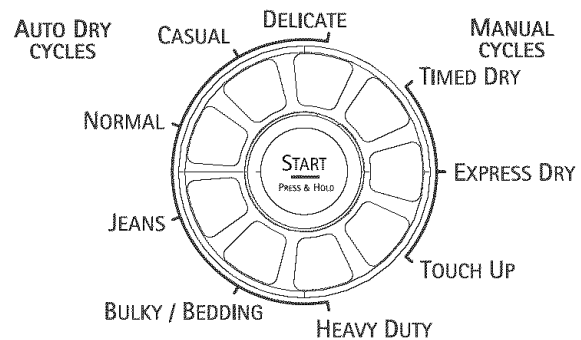 AUTO DRY
CYCLES
CASUAL
DELICATE
MANUAL
CYCLES
TIMED DRY
NORMAL
START
PRESS & HOLD
EXPRESS DRY
JEANS
TOUCH UP
BULKY / BEDDING
HEAVY DUTY